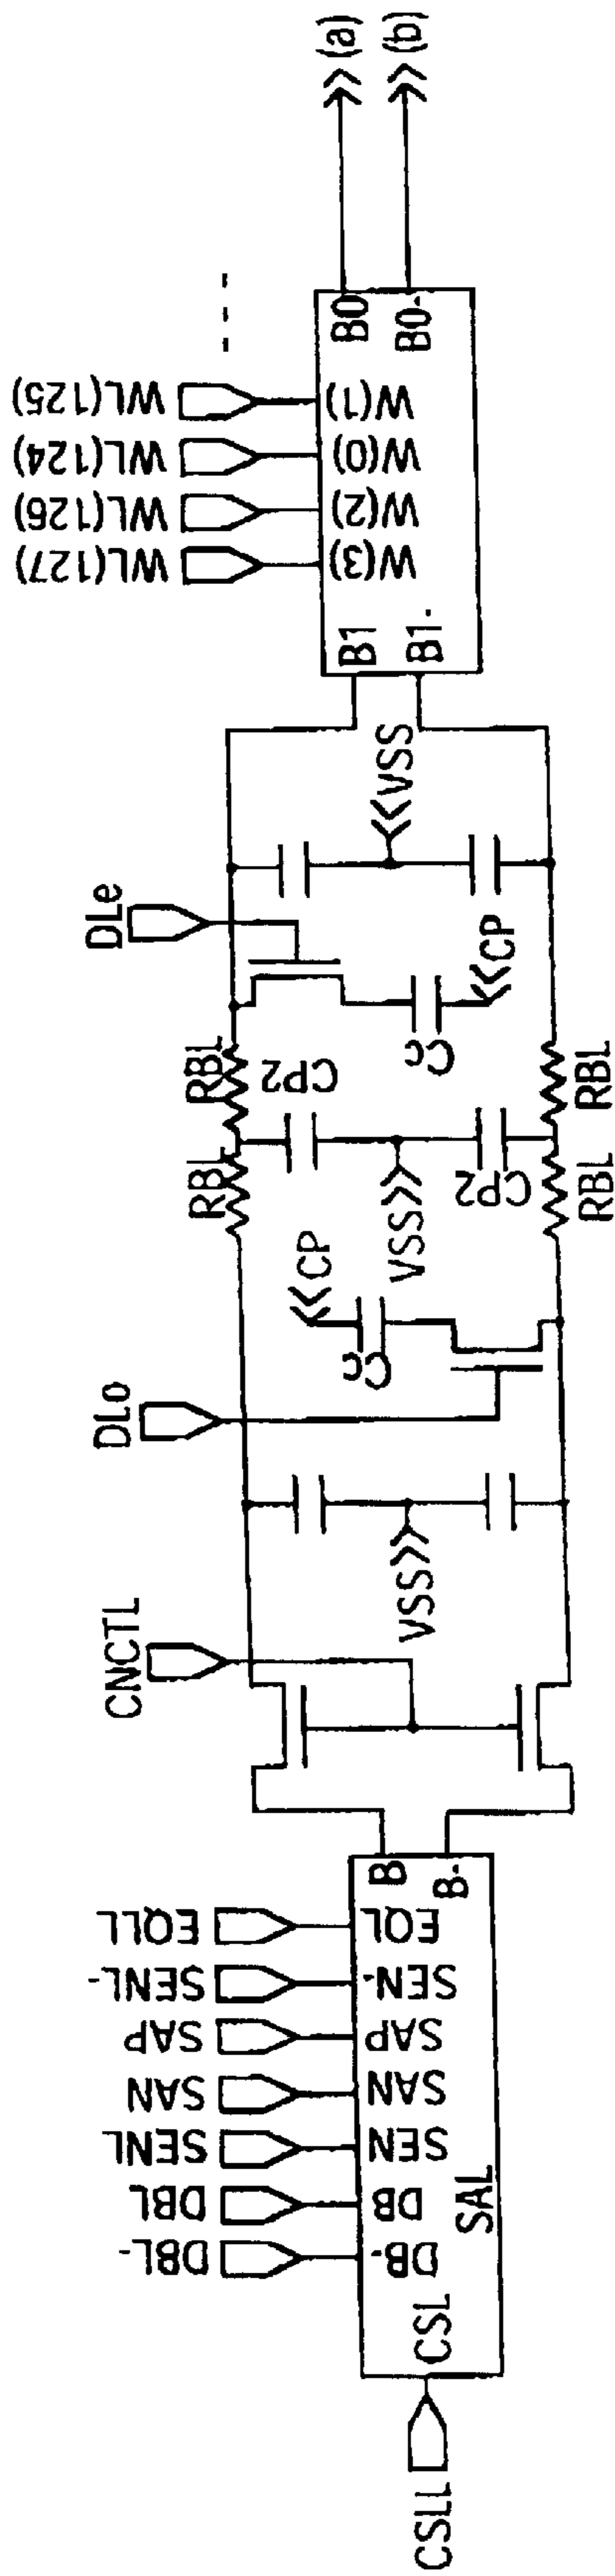 CSLL
DBL-
DBL
SENL
SAN
SAP
SENL-
EQLL
CSL
DB-
DB
SEN
SAN
SAP
SEN-
EQL
SAL
B
B-
CNCTL
VSS
DLo
CP
Cc
RBL
RBL
CP2
VSS
CP2
RBL
RBL
DLe
Cc
CP
VSS
WL(127)
WL(126)
WL(124)
WL(125)
W(3)
W(2)
W(0)
W(1)
B1
B1-
B0
B0-
(a)
(b)